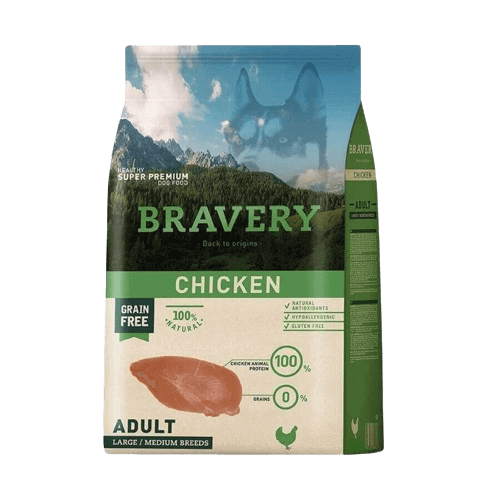 HEALTHY
SUPER PREMIUM
DOG FOOD
BRAVERY
Back to origins
CHICKEN
GRAIN
FREE
100%
NATURAL
NATURAL
ANTIOXIDANTS
HYPOALLERGENIC
GLUTEN FREE
CHICKEN ANIMAL
PROTEIN
100 %
GRAINS
0 %
ADULT
LARGE / MEDIUM BREEDS
BRAVERY
CHICKEN
ADULT